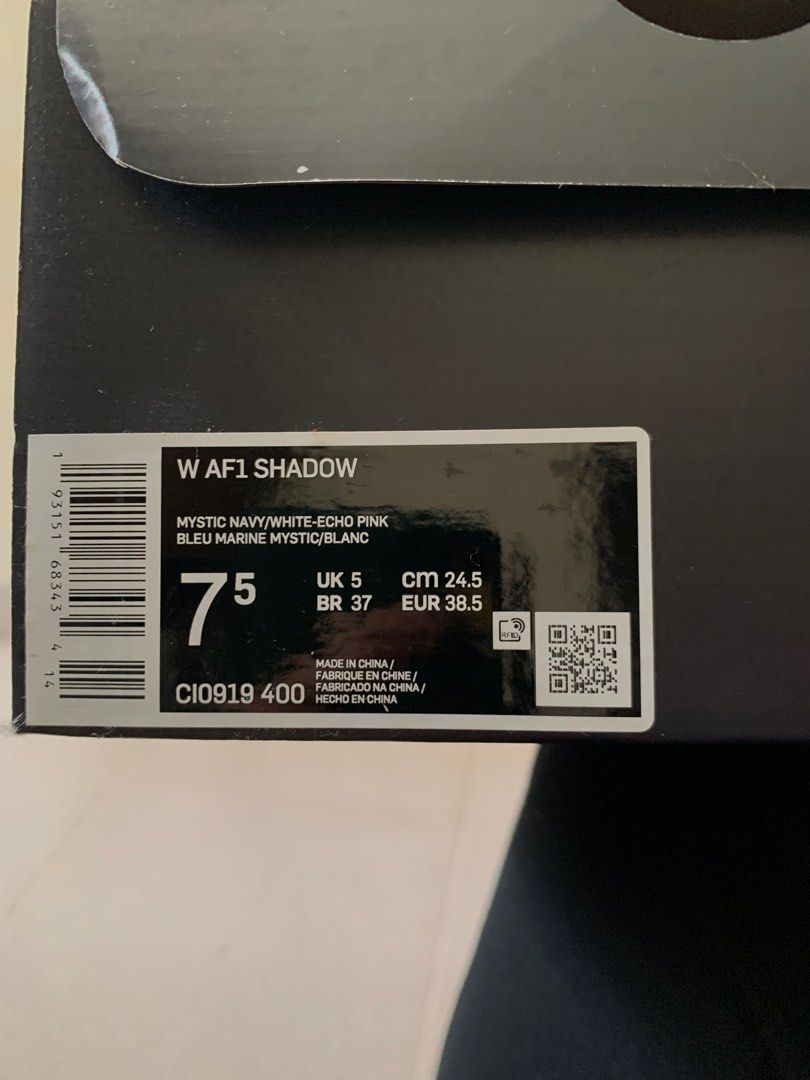 W AF1 SHADOW
MYSTIC NAVY/WHITE-ECHO PINK
BLEU MARINE MYSTIC/BLANC
7 5
UK 5 cm 24.5
BR 37 EUR 38.5
RFID
MADE IN CHINA /
FABRIQUE EN CHINE /
FABRICADO NA CHINA /
HECHO EN CHINA
CI0919 400
1 93151 68343 4 14